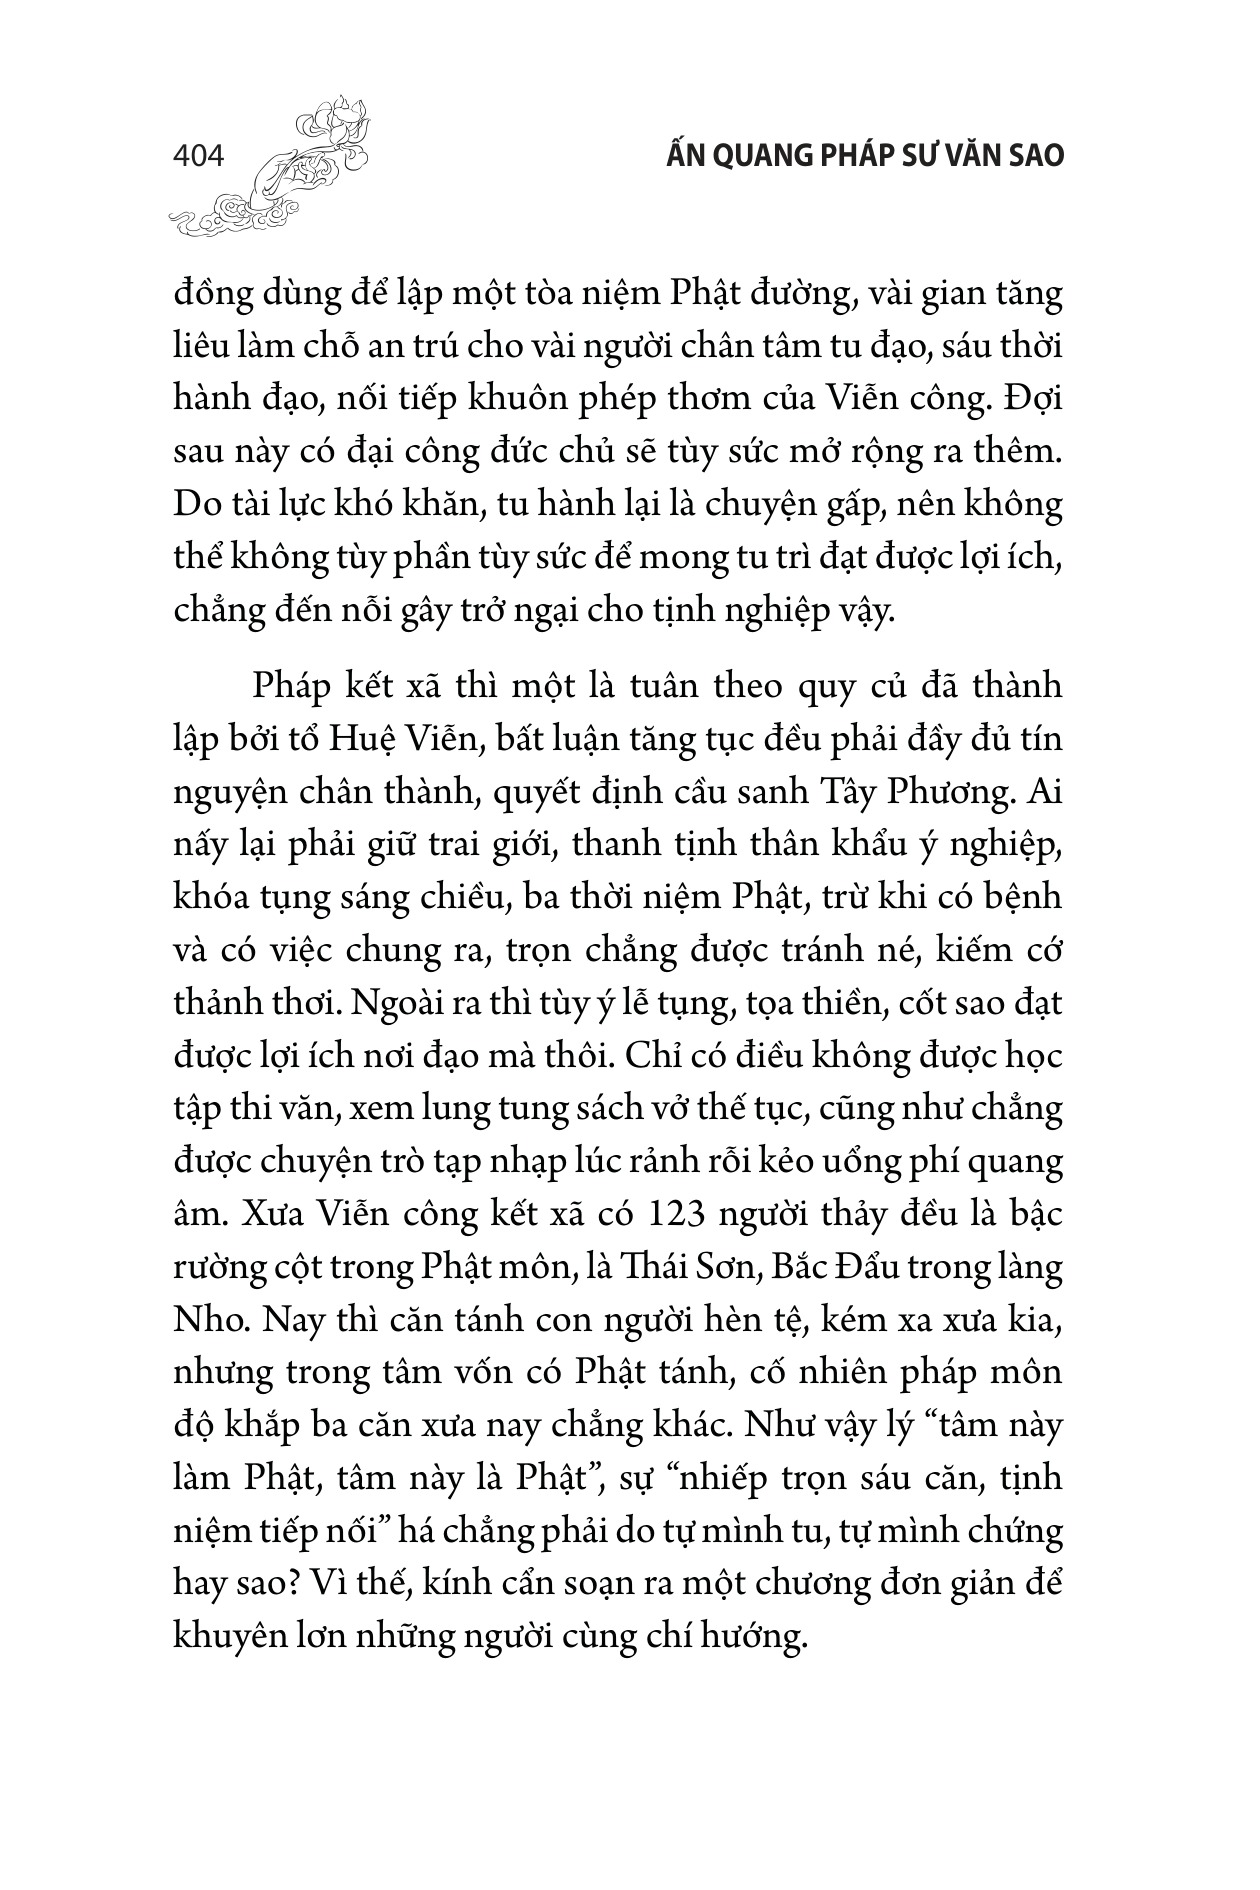 404
ẤN QUANG PHÁP SƯ VĂN SAO
đồng dùng để lập một tòa niệm Phật đường, vài gian tăng
liêu làm chỗ an trú cho vài người chân tâm tu đạo, sáu thời
hành đạo, nối tiếp khuôn phép thơm của Viễn công. Đợi
sau này có đại công đức chủ sẽ tùy sức mở rộng ra thêm.
Do tài lực khó khăn, tu hành lại là chuyện gấp, nên không
thể không tùy phần tùy sức để mong tu trì đạt được lợi ích,
chẳng đến nỗi gây trở ngại cho tịnh nghiệp vậy.
Pháp kết xã thì một là tuân theo quy củ đã thành
lập bởi tổ Huệ Viễn, bất luận tăng tục đều phải đầy đủ tín
nguyện chân thành, quyết định cầu sanh Tây Phương. Ai
nấy lại phải giữ trai giới, thanh tịnh thân khẩu ý nghiệp,
khóa tụng sáng chiều, ba thời niệm Phật, trừ khi có bệnh
và có việc chung ra, trọn chẳng được tránh né, kiếm cớ
thảnh thơi. Ngoài ra thì tùy ý lễ tụng, tọa thiền, cốt sao đạt
được lợi ích nơi đạo mà thôi. Chỉ có điều không được học
tập thi văn, xem lung tung sách vở thế tục, cũng như chẳng
được chuyện trò tạp nhạp lúc rảnh rỗi kẻo uổng phí quang
âm. Xưa Viễn công kết xã có 123 người thảy đều là bậc
rường cột trong Phật môn, là Thái Sơn, Bắc Đẩu trong làng
Nho. Nay thì căn tánh con người hèn tệ, kém xa xưa kia,
nhưng trong tâm vốn có Phật tánh, cố nhiên pháp môn
độ khắp ba căn xưa nay chẳng khác. Như vậy lý “tâm này
làm Phật, tâm này là Phật”, sự “nhiếp trọn sáu căn, tịnh
niệm tiếp nối” há chẳng phải do tự mình tu, tự mình chứng
hay sao? Vì thế, kính cẩn soạn ra một chương đơn giản để
khuyên lơn những người cùng chí hướng.